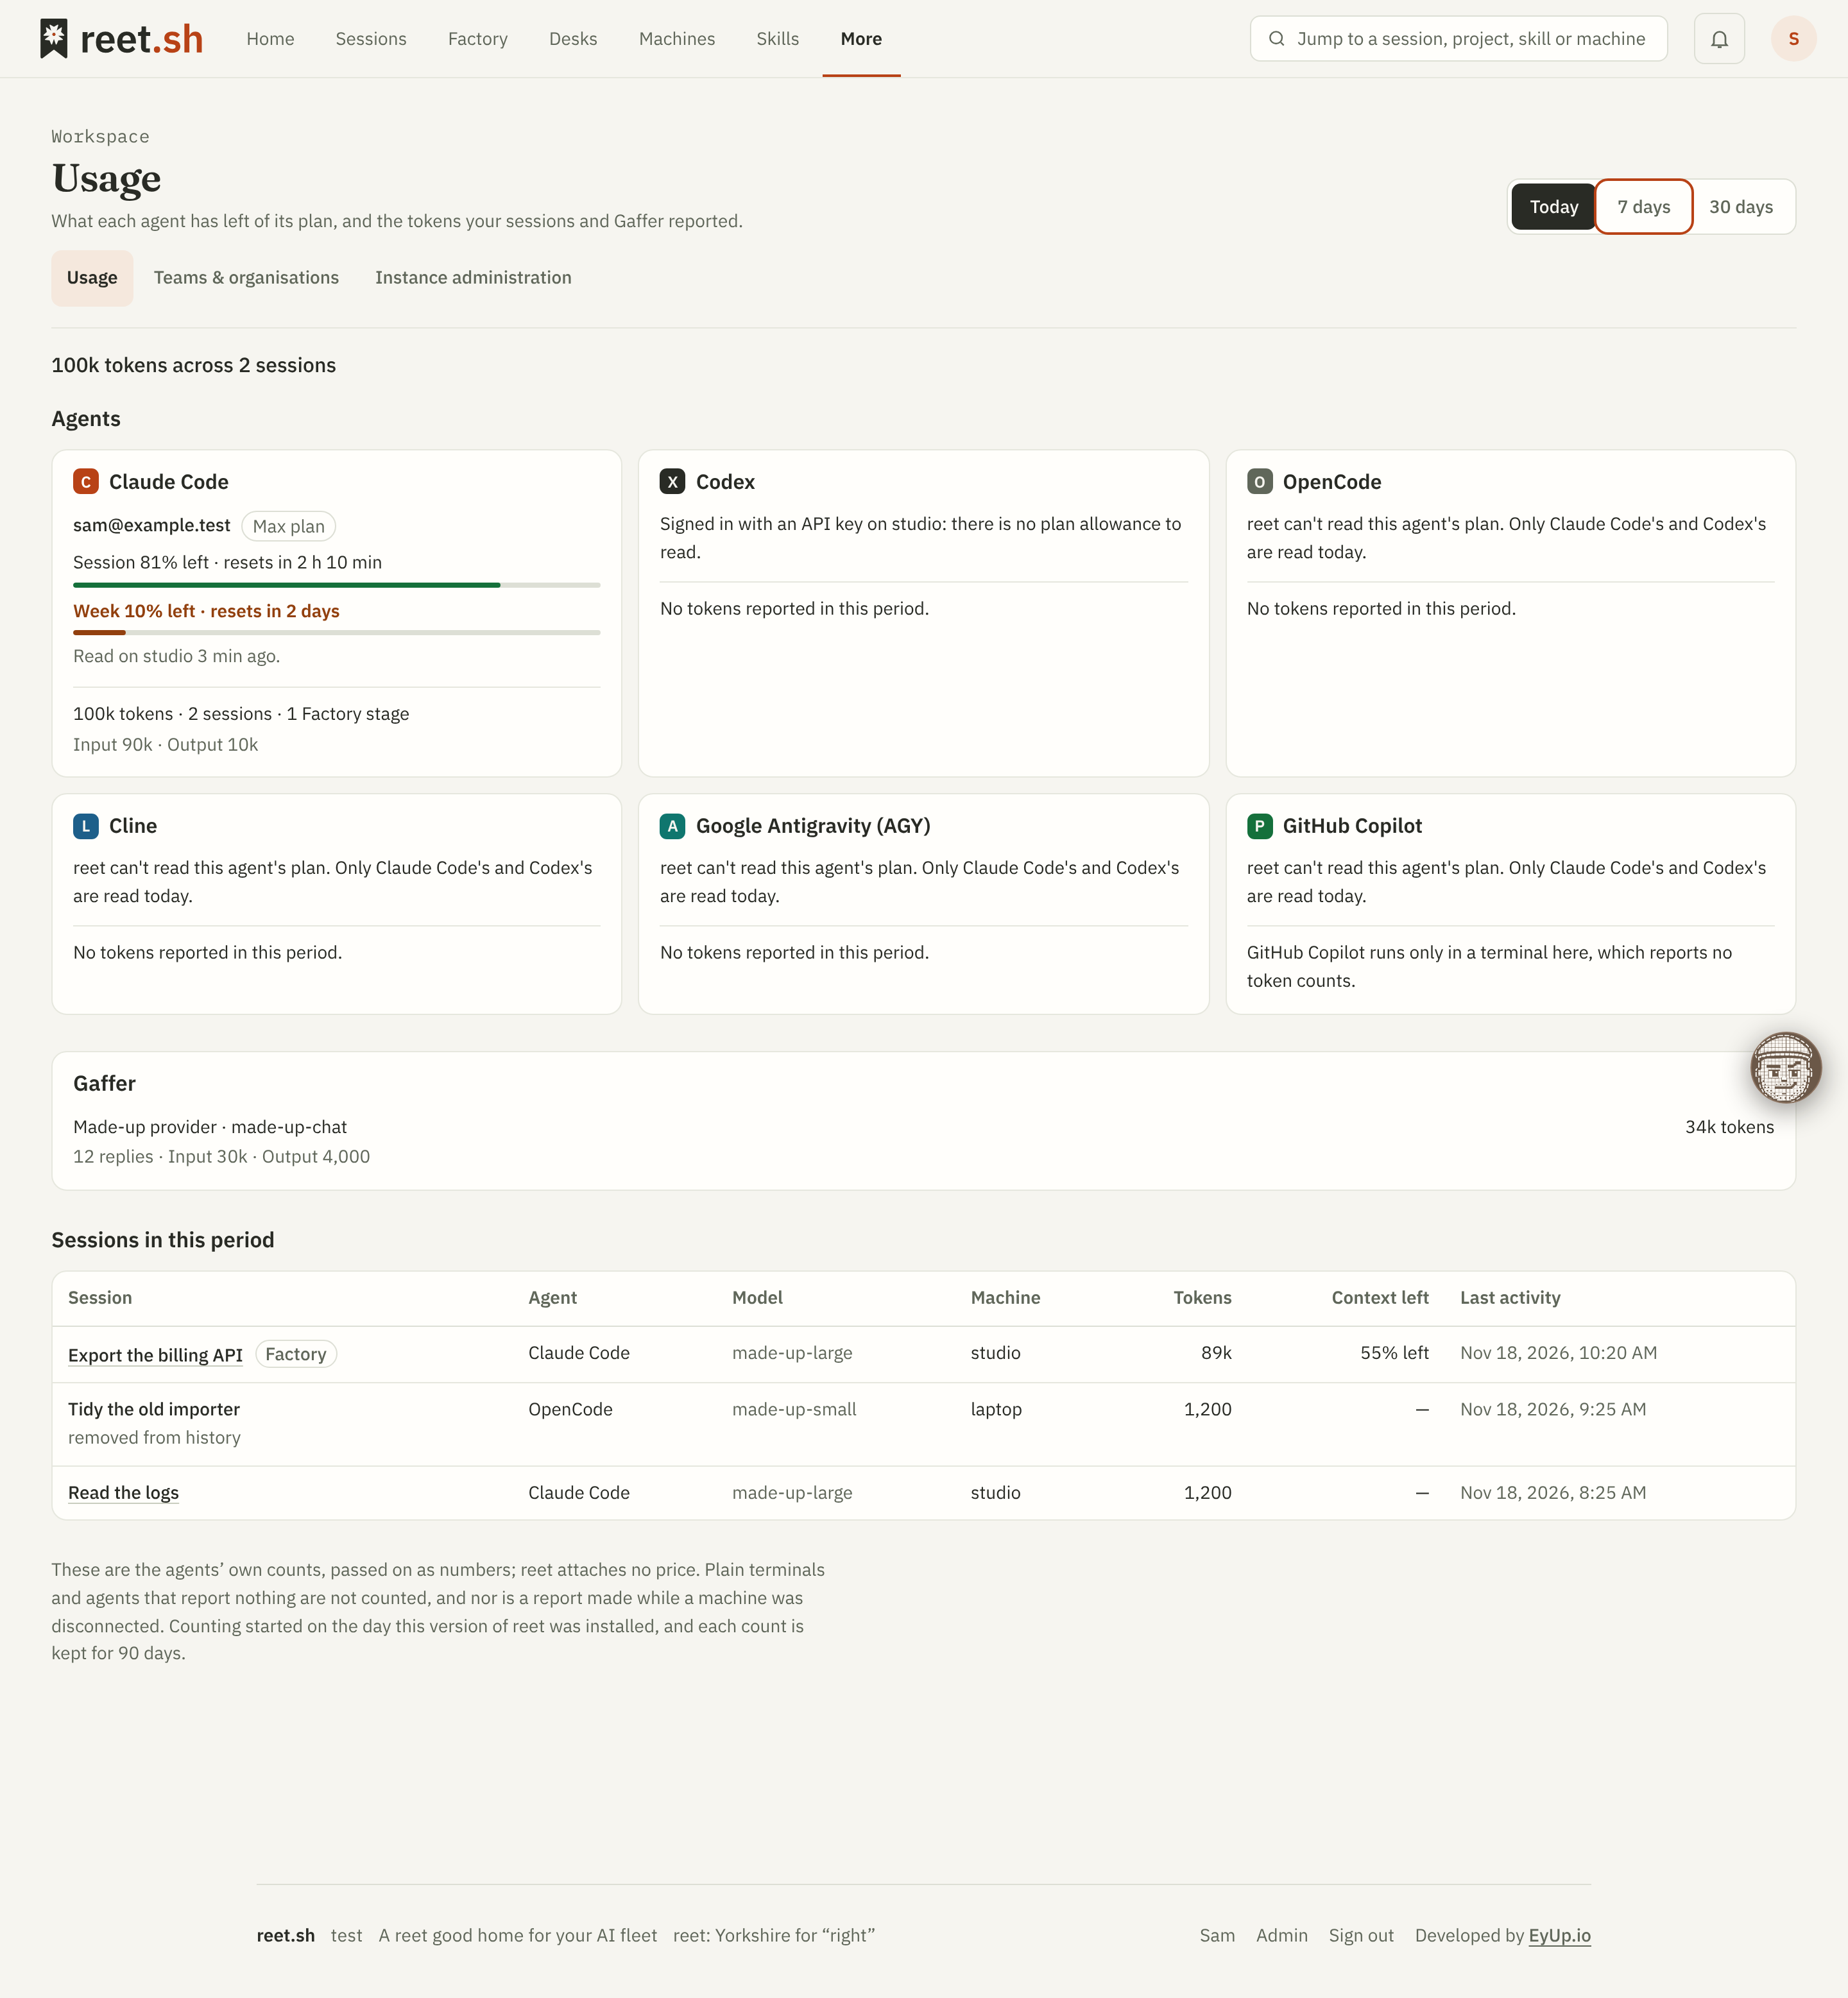 reet.sh Home Sessions Factory Desks Machines Skills More Jump to a session, project, skill or machine S
Workspace
Usage
What each agent has left of its plan, and the tokens your sessions and Gaffer reported.
Today 7 days 30 days
Usage Teams & organisations Instance administration
100k tokens across 2 sessions
Agents
C Claude Code
sam@example.test Max plan
Session 81% left · resets in 2 h 10 min
Week 10% left · resets in 2 days
Read on studio 3 min ago.
100k tokens · 2 sessions · 1 Factory stage
Input 90k · Output 10k
X Codex
Signed in with an API key on studio: there is no plan allowance to
read.
No tokens reported in this period.
O OpenCode
reet can't read this agent's plan. Only Claude Code's and Codex's
are read today.
No tokens reported in this period.
L Cline
reet can't read this agent's plan. Only Claude Code's and Codex's
are read today.
No tokens reported in this period.
A Google Antigravity (AGY)
reet can't read this agent's plan. Only Claude Code's and Codex's
are read today.
No tokens reported in this period.
P GitHub Copilot
reet can't read this agent's plan. Only Claude Code's and Codex's
are read today.
GitHub Copilot runs only in a terminal here, which reports no
token counts.
Gaffer
Made-up provider · made-up-chat 34k tokens
12 replies · Input 30k · Output 4,000
Sessions in this period
Session Agent Model Machine Tokens Context left Last activity
Export the billing API Factory Claude Code made-up-large studio 89k 55% left Nov 18, 2026, 10:20 AM
Tidy the old importer OpenCode made-up-small laptop 1,200 — Nov 18, 2026, 9:25 AM
removed from history
Read the logs Claude Code made-up-large studio 1,200 — Nov 18, 2026, 8:25 AM
These are the agents’ own counts, passed on as numbers; reet attaches no price. Plain terminals
and agents that report nothing are not counted, and nor is a report made while a machine was
disconnected. Counting started on the day this version of reet was installed, and each count is
kept for 90 days.
reet.sh test A reet good home for your AI fleet reet: Yorkshire for “right” Sam Admin Sign out Developed by EyUp.io